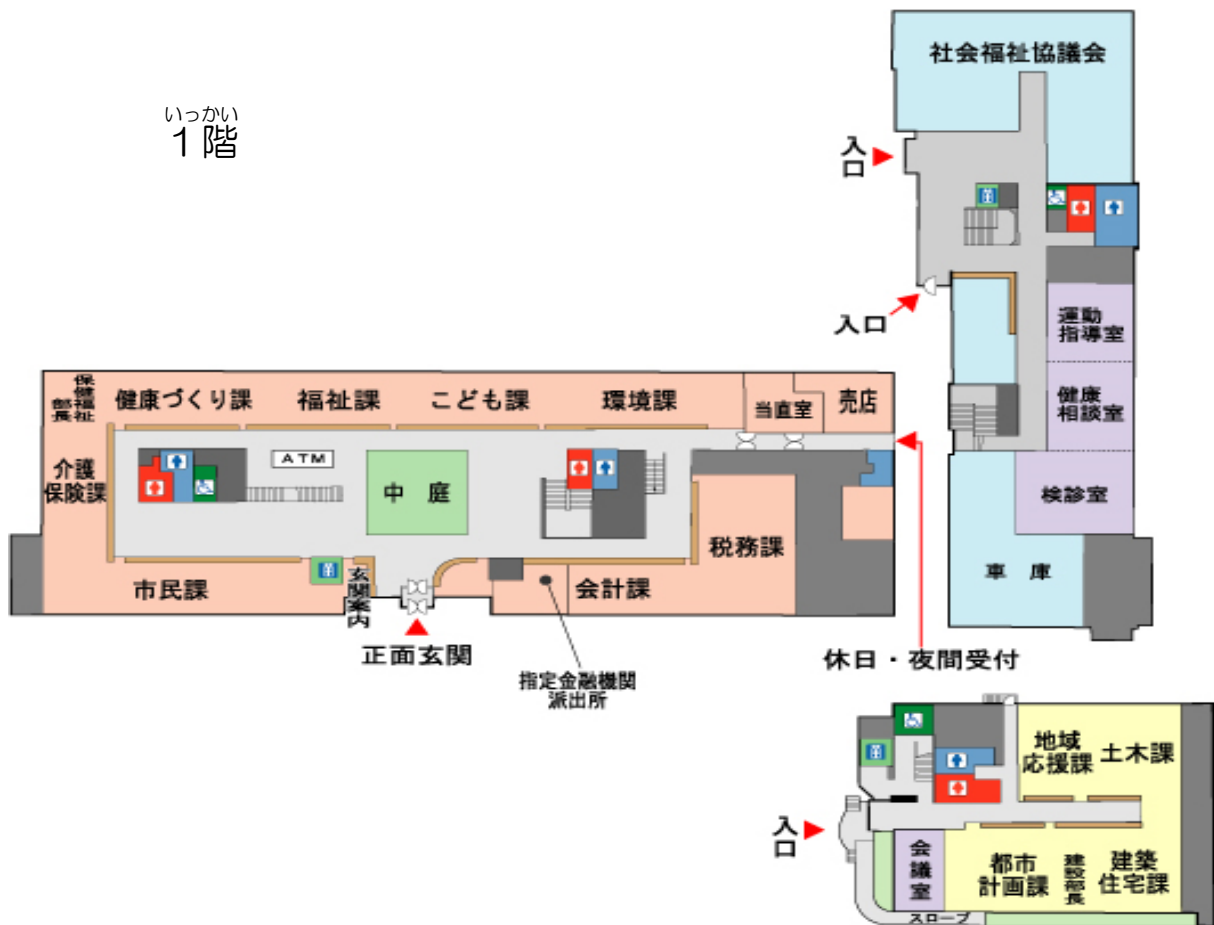 いっかい
１階
社会福祉協議会
入口
入口
運動
指導室
健康
相談室
検診室
車　庫
保健福祉
部長
健康づくり課
福祉課
こども課
環境課
当直室
売店
介護
保険課
ATM
中　庭
税務課
市民課
玄関案内
会計課
正面玄関
指定金融機関
派出所
休日・夜間受付
地域
応援課
土木課
入口
会議室
都市
計画課
建設部長
建築
住宅課
スロープ